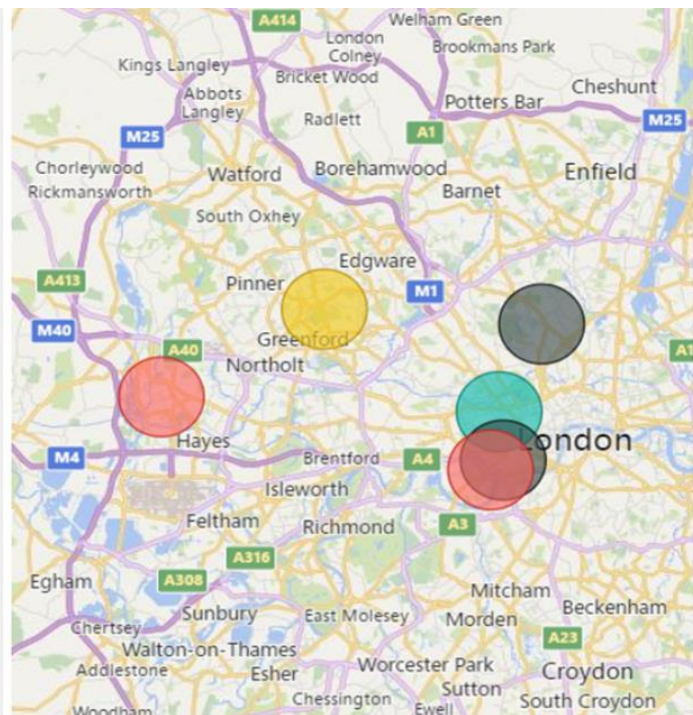 A414
Welham Green
London
Colney
Brookmans Park
Kings Langley
Bricket Wood
Cheshunt
Abbots
Langley
Potters Bar
Radlett
M25
A1
M25
Chorleywood
Watford
Borehamwood
Enfield
Rickmansworth
Barnet
South Oxhey
Edgware
Pinner
A413
M1
M40
Greenford
A40
A1
Northolt
Hayes
London
M4
Brentford
A4
Isleworth
Feltham
Richmond
A3
A316
Egham
A308
Mitcham
Beckenham
Sunbury
East Molesey
Morden
Chertsey
A23
Walton-on-Thames
Worcester Park
Addlestone
Esher
Croydon
Sutton
Chessington
South Croydon
Woodham
Ewell